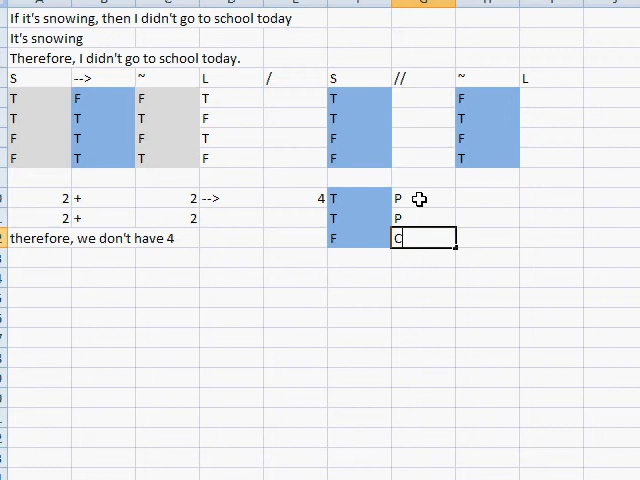 If it's snowing, then I didn't go to school today
It's snowing
Therefore, I didn't go to school today.
S --> ~ L / S // ~ L
T F F T T F
T T T F T T
F T F T F F
F T T F F T
2 + 2 --> 4 T P
2 + 2 T P
therefore, we don't have 4 F C